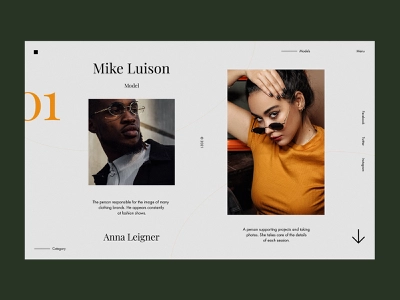 Models
Menu
Mike Luison
Model
01
The person responsible for the image of many
clothing brands. He appears constantly
at fashion shows.
Anna Leigner
Category
A person supporting projects and taking
photos. She takes care of the details
of each session
Facebook
Twitter
Instagram